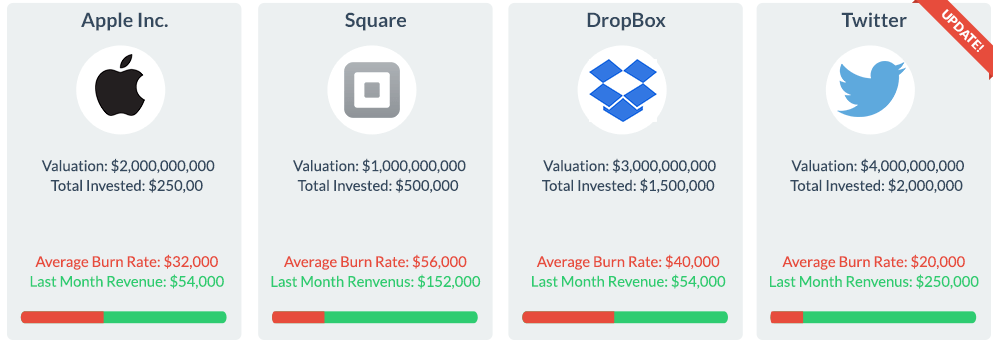 Apple Inc.
Valuation: $2,000,000,000
Total Invested: $250,00
Average Burn Rate: $32,000
Last Month Revenue: $54,000
Square
Valuation: $1,000,000,000
Total Invested: $500,000
Average Burn Rate: $56,000
Last Month Renvenus: $152,000
DropBox
Valuation: $3,000,000,000
Total Invested: $1,500,000
Average Burn Rate: $40,000
Last Month Revenue: $54,000
Twitter
UPDATE!
Valuation: $4,000,000,000
Total Invested: $2,000,000
Average Burn Rate: $20,000
Last Month Renvenus: $250,000